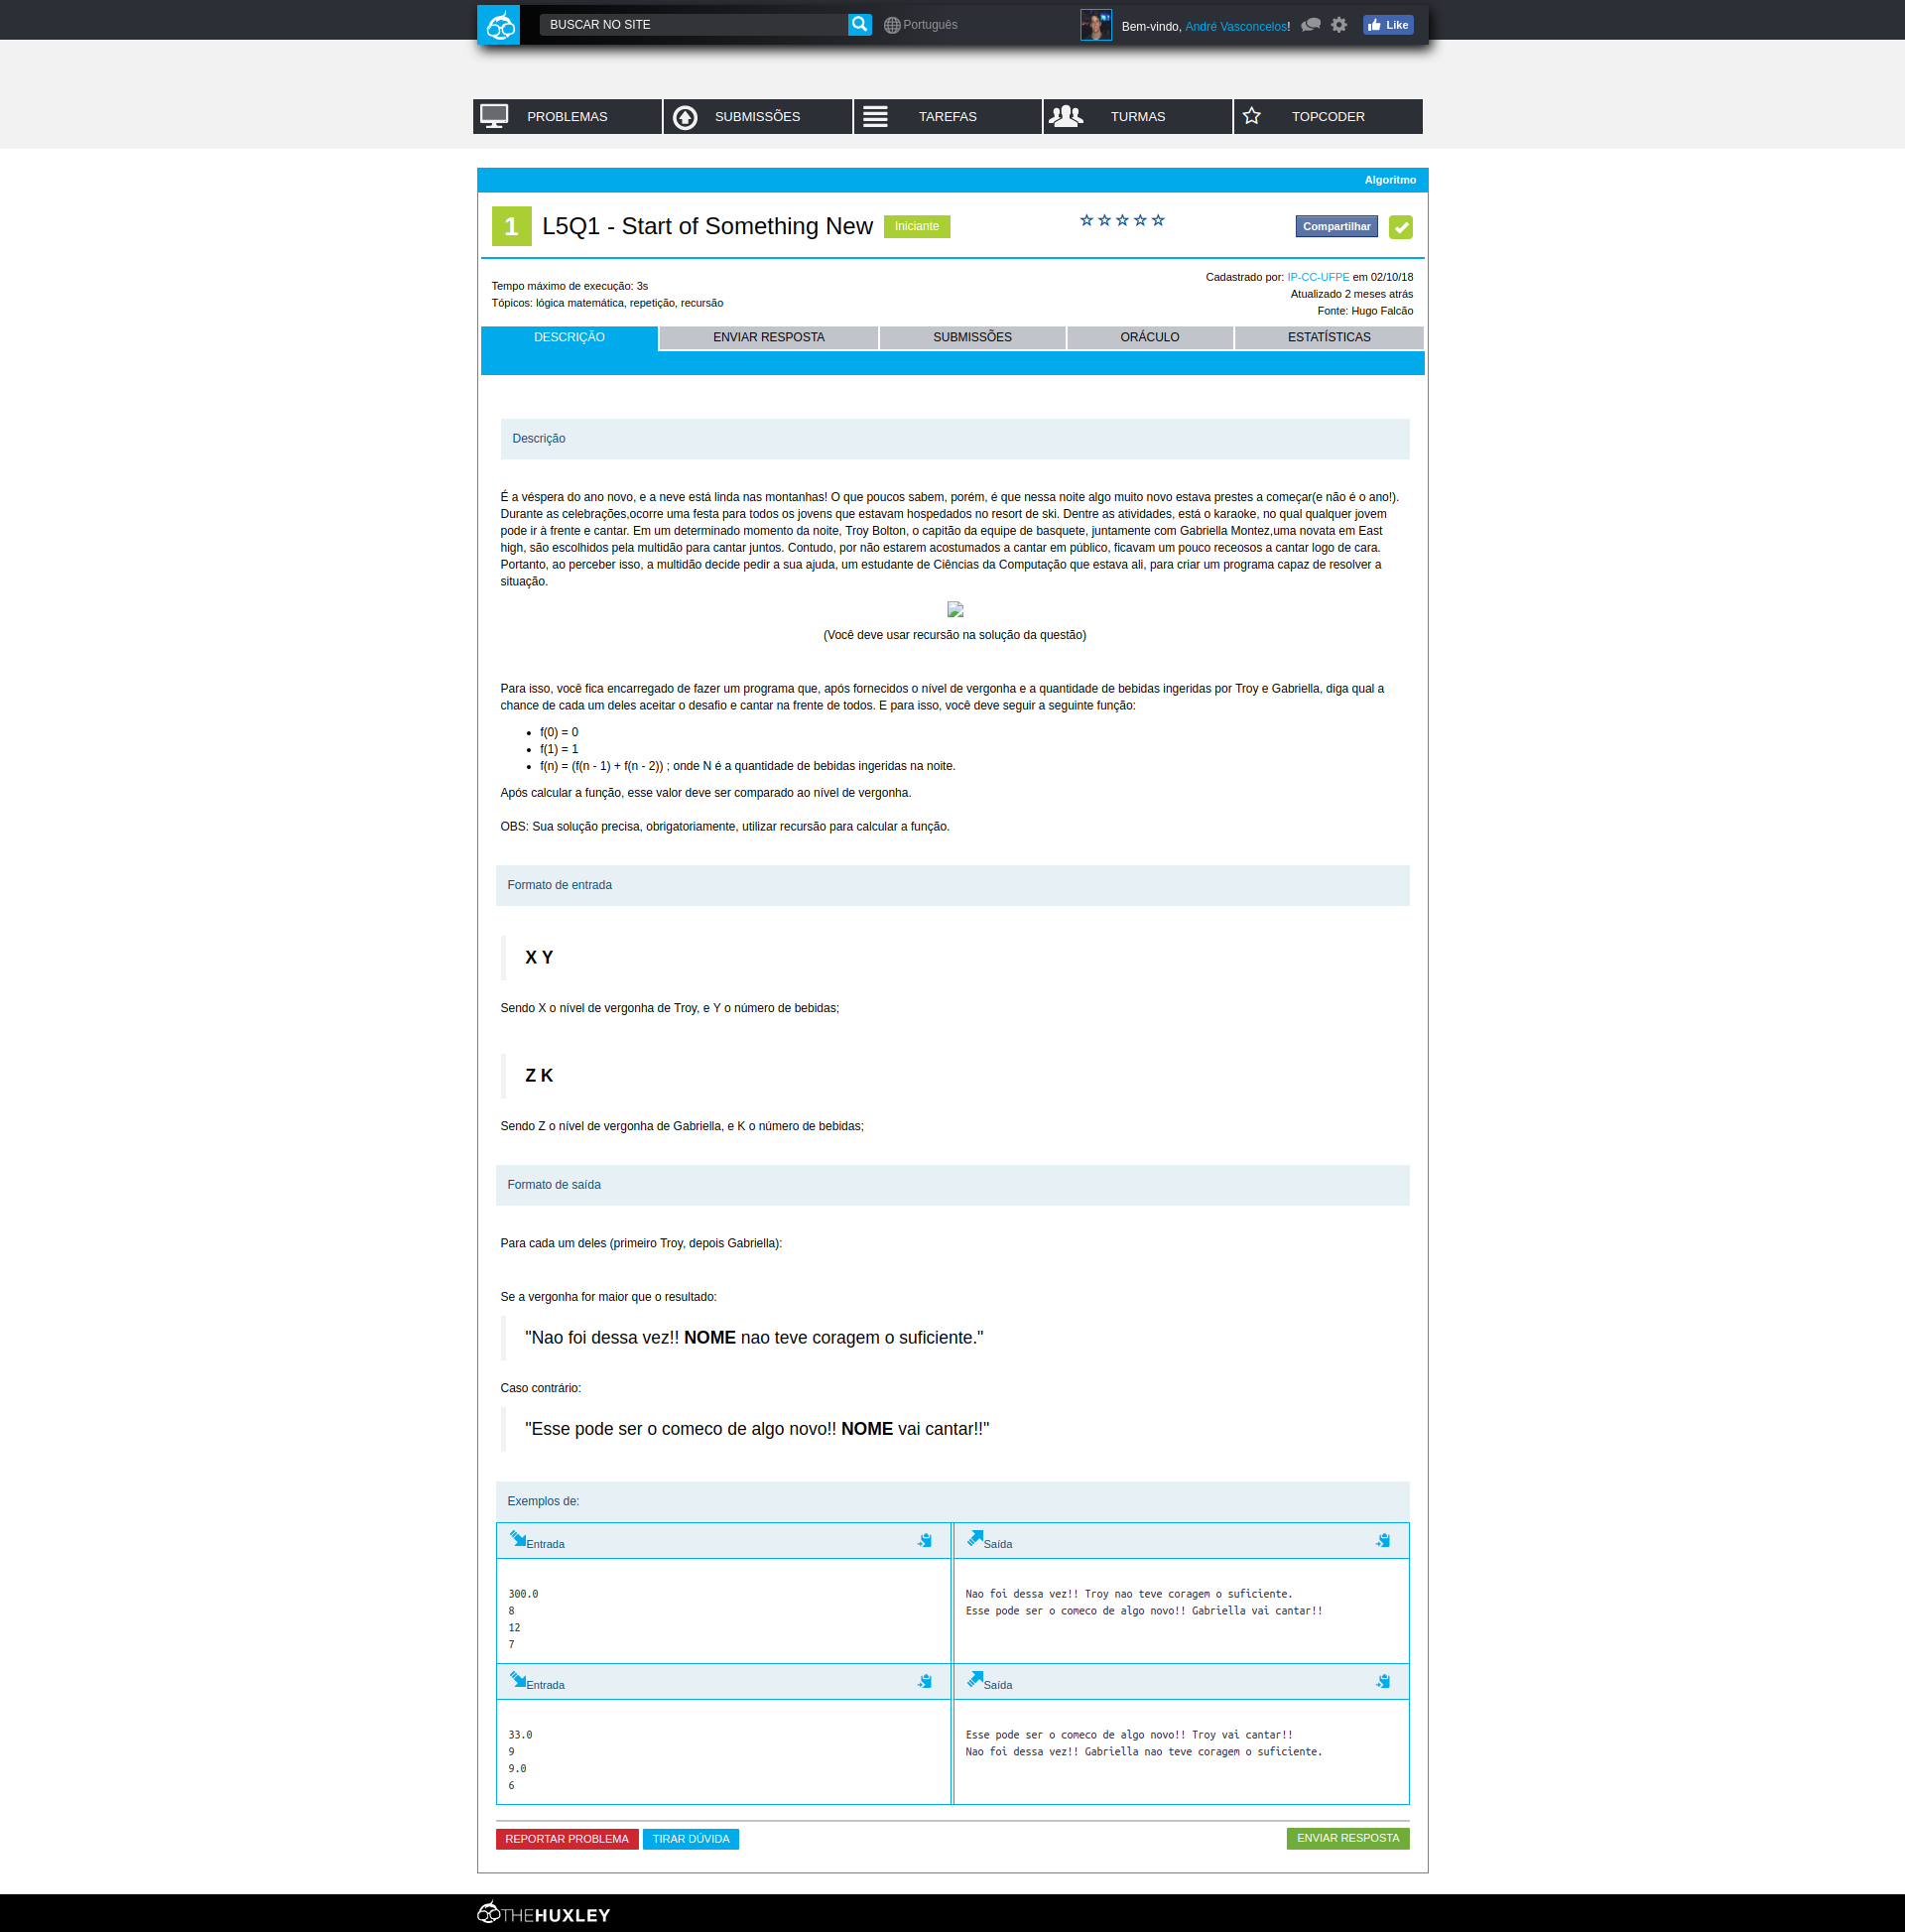 BUSCAR NO SITE
Português
Bem-vindo, André Vasconcelos!
Like
PROBLEMAS
SUBMISSÕES
TAREFAS
TURMAS
TOPCODER
Algoritmo
1
L5Q1 - Start of Something New
Iniciante
Compartilhar
Tempo máximo de execução: 3s
Tópicos: lógica matemática, repetição, recursão
Cadastrado por: IP-CC-UFPE em 02/10/18
Atualizado 2 meses atrás
Fonte: Hugo Falcão
DESCRIÇÃO
ENVIAR RESPOSTA
SUBMISSÕES
ORÁCULO
ESTATÍSTICAS
Descrição
É a véspera do ano novo, e a neve está linda nas montanhas! O que poucos sabem, porém, é que nessa noite algo muito novo estava prestes a começar(e não é o ano!).
Durante as celebrações,ocorre uma festa para todos os jovens que estavam hospedados no resort de ski. Dentre as atividades, está o karaoke, no qual qualquer jovem
pode ir à frente e cantar. Em um determinado momento da noite, Troy Bolton, o capitão da equipe de basquete, juntamente com Gabriella Montez,uma novata em East
high, são escolhidos pela multidão para cantar juntos. Contudo, por não estarem acostumados a cantar em público, ficavam um pouco receosos a cantar logo de cara.
Portanto, ao perceber isso, a multidão decide pedir a sua ajuda, um estudante de Ciências da Computação que estava ali, para criar um programa capaz de resolver a
situação.
(Você deve usar recursão na solução da questão)
Para isso, você fica encarregado de fazer um programa que, após fornecidos o nível de vergonha e a quantidade de bebidas ingeridas por Troy e Gabriella, diga qual a
chance de cada um deles aceitar o desafio e cantar na frente de todos. E para isso, você deve seguir a seguinte função:
• f(0) = 0
• f(1) = 1
• f(n) = (f(n - 1) + f(n - 2)) ; onde N é a quantidade de bebidas ingeridas na noite.
Após calcular a função, esse valor deve ser comparado ao nível de vergonha.
OBS: Sua solução precisa, obrigatoriamente, utilizar recursão para calcular a função.
Formato de entrada
X Y
Sendo X o nível de vergonha de Troy, e Y o número de bebidas;
Z K
Sendo Z o nível de vergonha de Gabriella, e K o número de bebidas;
Formato de saída
Para cada um deles (primeiro Troy, depois Gabriella):
Se a vergonha for maior que o resultado:
"Nao foi dessa vez!! NOME nao teve coragem o suficiente."
Caso contrário:
"Esse pode ser o comeco de algo novo!! NOME vai cantar!!"
Exemplos de:
Entrada
300.0
8
12
7
Saída
Nao foi dessa vez!! Troy nao teve coragem o suficiente.
Esse pode ser o comeco de algo novo!! Gabriella vai cantar!!
Entrada
33.0
9
9.0
6
Saída
Esse pode ser o comeco de algo novo!! Troy vai cantar!!
Nao foi dessa vez!! Gabriella nao teve coragem o suficiente.
REPORTAR PROBLEMA
TIRAR DÚVIDA
ENVIAR RESPOSTA
THEHUXLEY